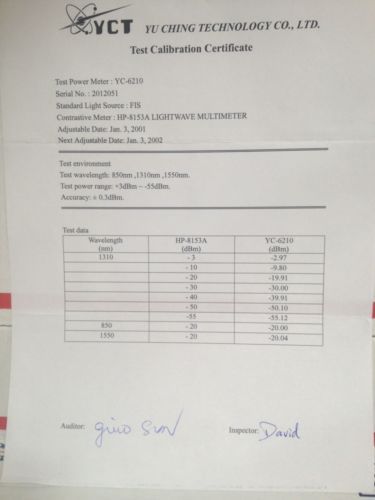 YCT YU CHING TECHNOLOGY CO., LTD.
Test Calibration Certificate
Test Power Meter : YC-6210
Serial No. : 2012051
Standard Light Source : FIS
Contrastive Meter : HP-8153A LIGHTWAVE MULTIMETER
Adjustable Date: Jan. 3, 2001
Next Adjustable Date: Jan. 3, 2002
Test environment
Test wavelength: 850nm ,1310nm ,1550nm.
Test power range: +3dBm ~ -55dBm.
Accuracy: ± 0.3dBm.
Test data
Wavelength (nm) HP-8153A (dBm) YC-6210 (dBm)
1310 - 3 -2.97
- 10 -9.80
- 20 -19.91
- 30 -30.00
- 40 -39.91
- 50 -50.10
-55 -55.12
850 - 20 -20.00
1550 - 20 -20.04
Auditor: gino sun Inspector: David